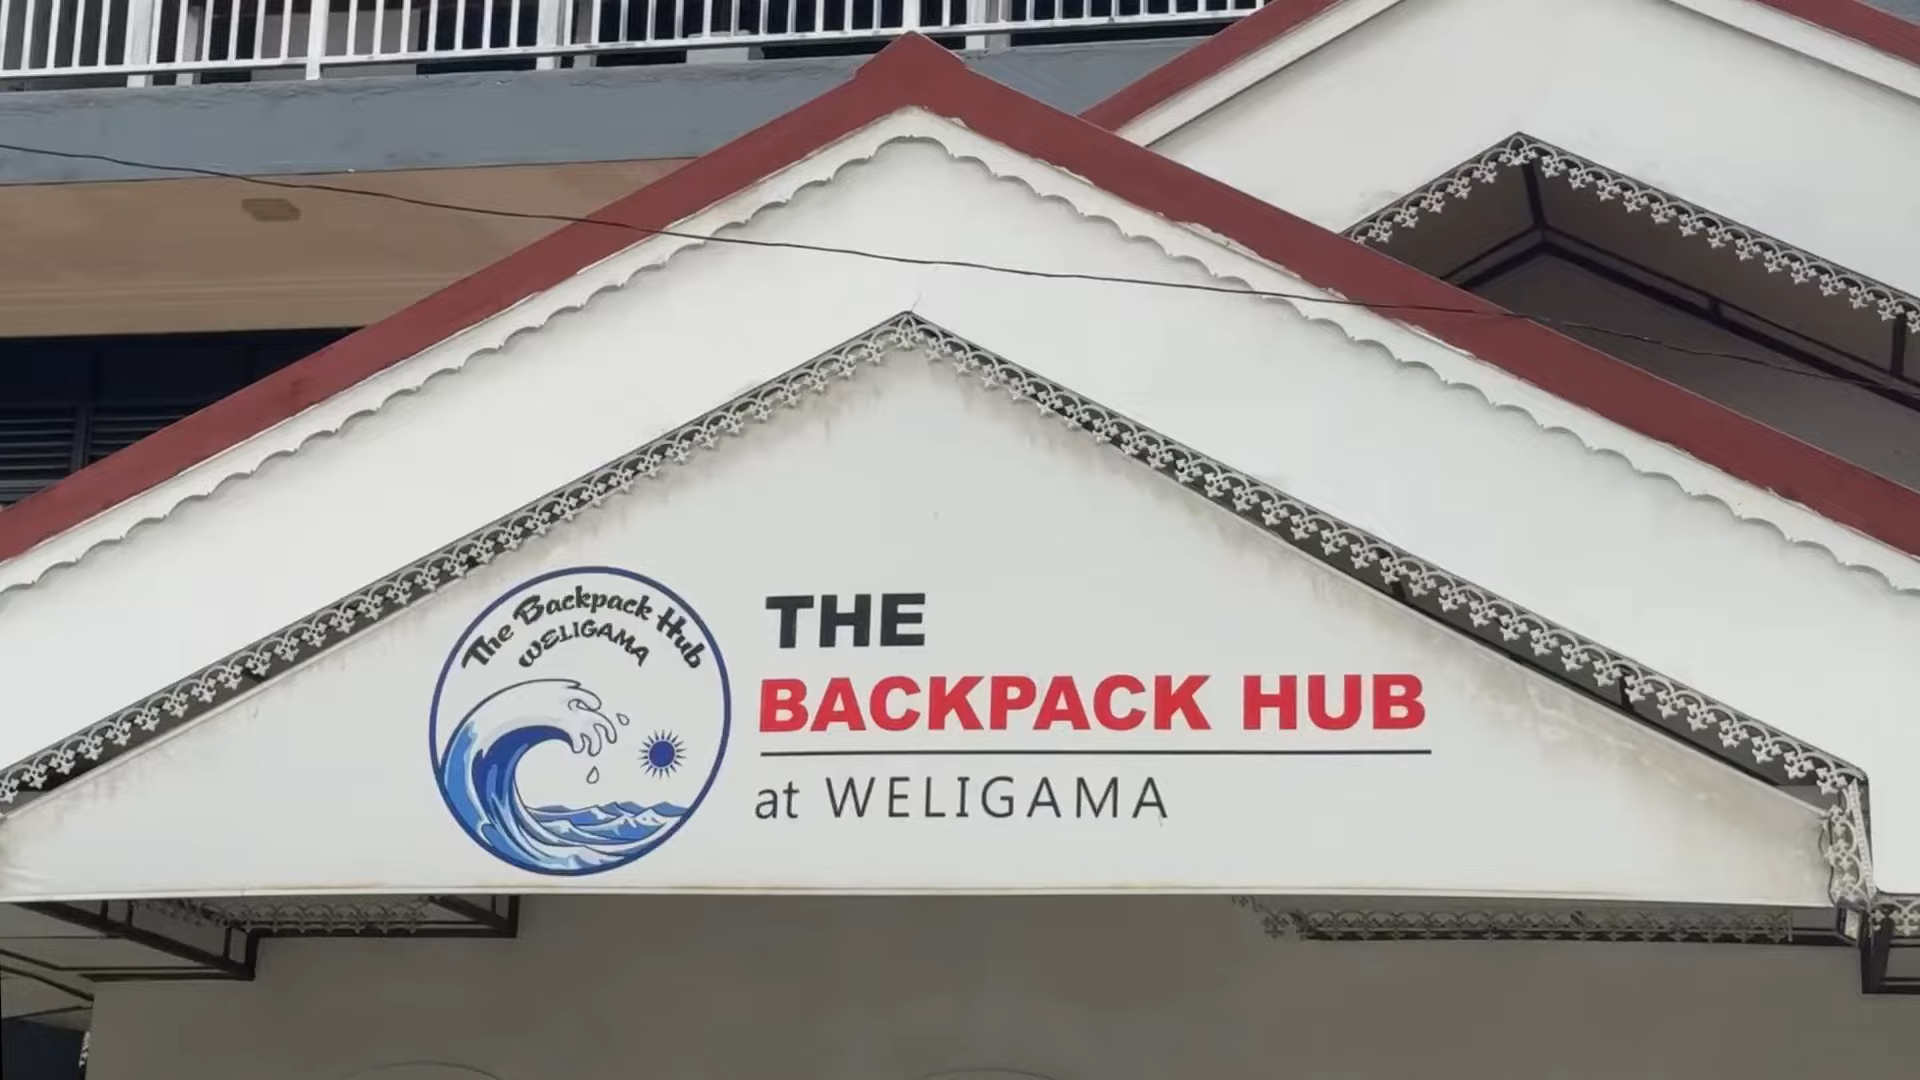 The Backpack Hub
WELIGAMA
THE
BACKPACK HUB
at WELIGAMA